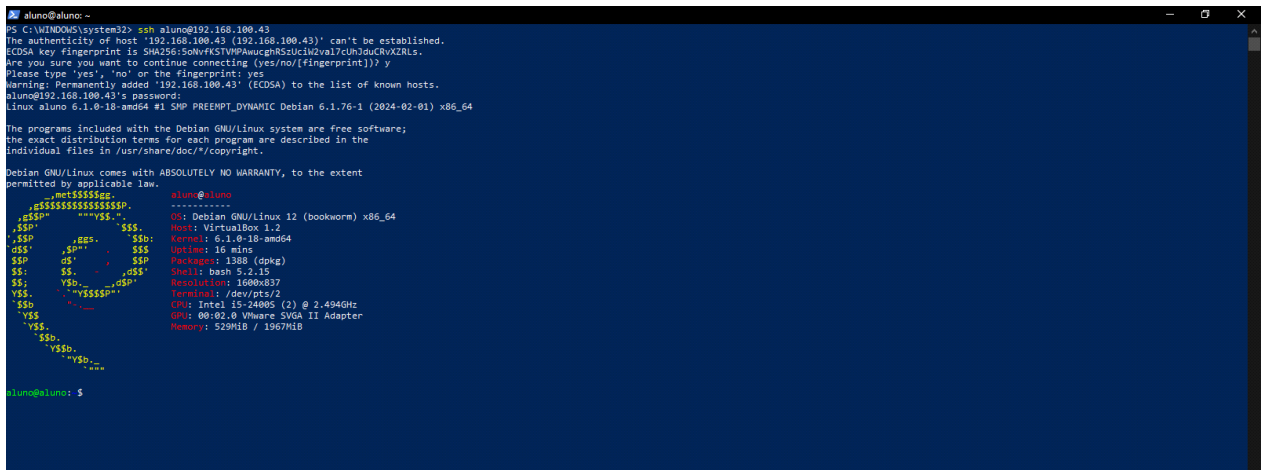 aluno@aluno: ~
PS C:\WINDOWS\system32> ssh aluno@192.168.100.43
The authenticity of host '192.168.100.43 (192.168.100.43)' can't be established.
ECDSA key fingerprint is SHA256:5oNvfKSTVMPAwucghRSzUciW2val7cUhJduCRvXZRLs.
Are you sure you want to continue connecting (yes/no/[fingerprint])? y
Please type 'yes', 'no' or the fingerprint: yes
Warning: Permanently added '192.168.100.43' (ECDSA) to the list of known hosts.
aluno@192.168.100.43's password:
Linux aluno 6.1.0-18-amd64 #1 SMP PREEMPT_DYNAMIC Debian 6.1.76-1 (2024-02-01) x86_64
The programs included with the Debian GNU/Linux system are free software;
the exact distribution terms for each program are described in the
individual files in /usr/share/doc/*/copyright.
Debian GNU/Linux comes with ABSOLUTELY NO WARRANTY, to the extent
permitted by applicable law.
aluno@aluno
-----------
OS: Debian GNU/Linux 12 (bookworm) x86_64
Host: VirtualBox 1.2
Kernel: 6.1.0-18-amd64
Uptime: 16 mins
Packages: 1388 (dpkg)
Shell: bash 5.2.15
Resolution: 1600x837
Terminal: /dev/pts/2
CPU: Intel i5-2400S (2) @ 2.494GHz
GPU: 00:02.0 VMware SVGA II Adapter
Memory: 529MiB / 1967MiB
aluno@aluno: $